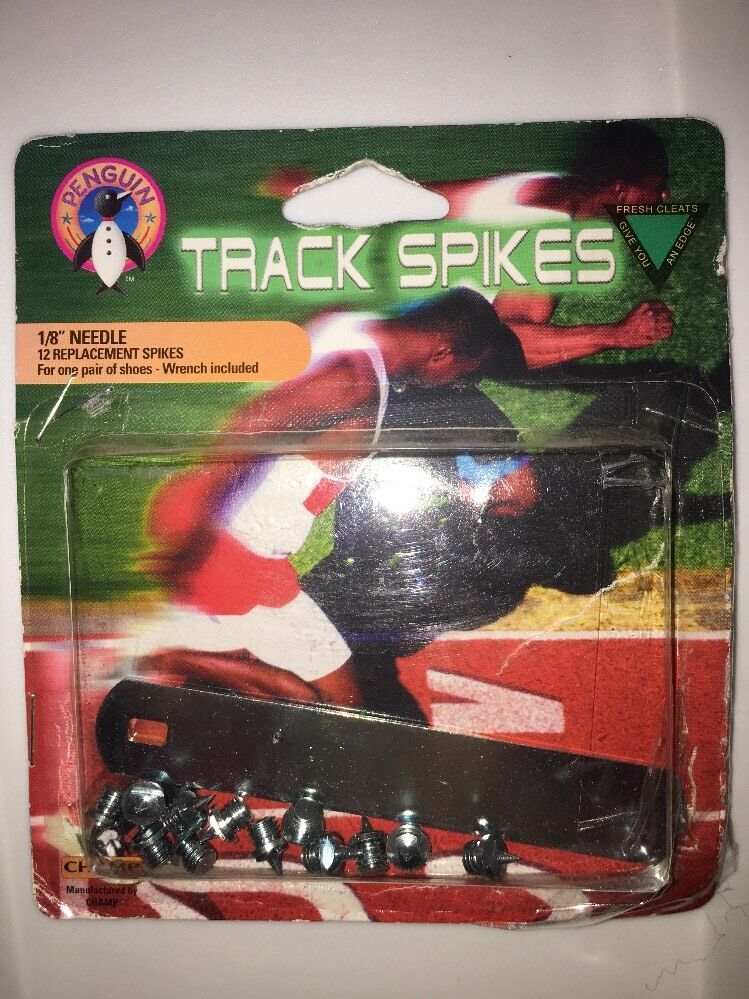 PENGUIN
TM
TRACK SPIKES
FRESH CLEATS
GIVE YOU
AN EDGE
1/8" NEEDLE
12 REPLACEMENT SPIKES
For one pair of shoes - Wrench included
Manufactured by
CHAMP